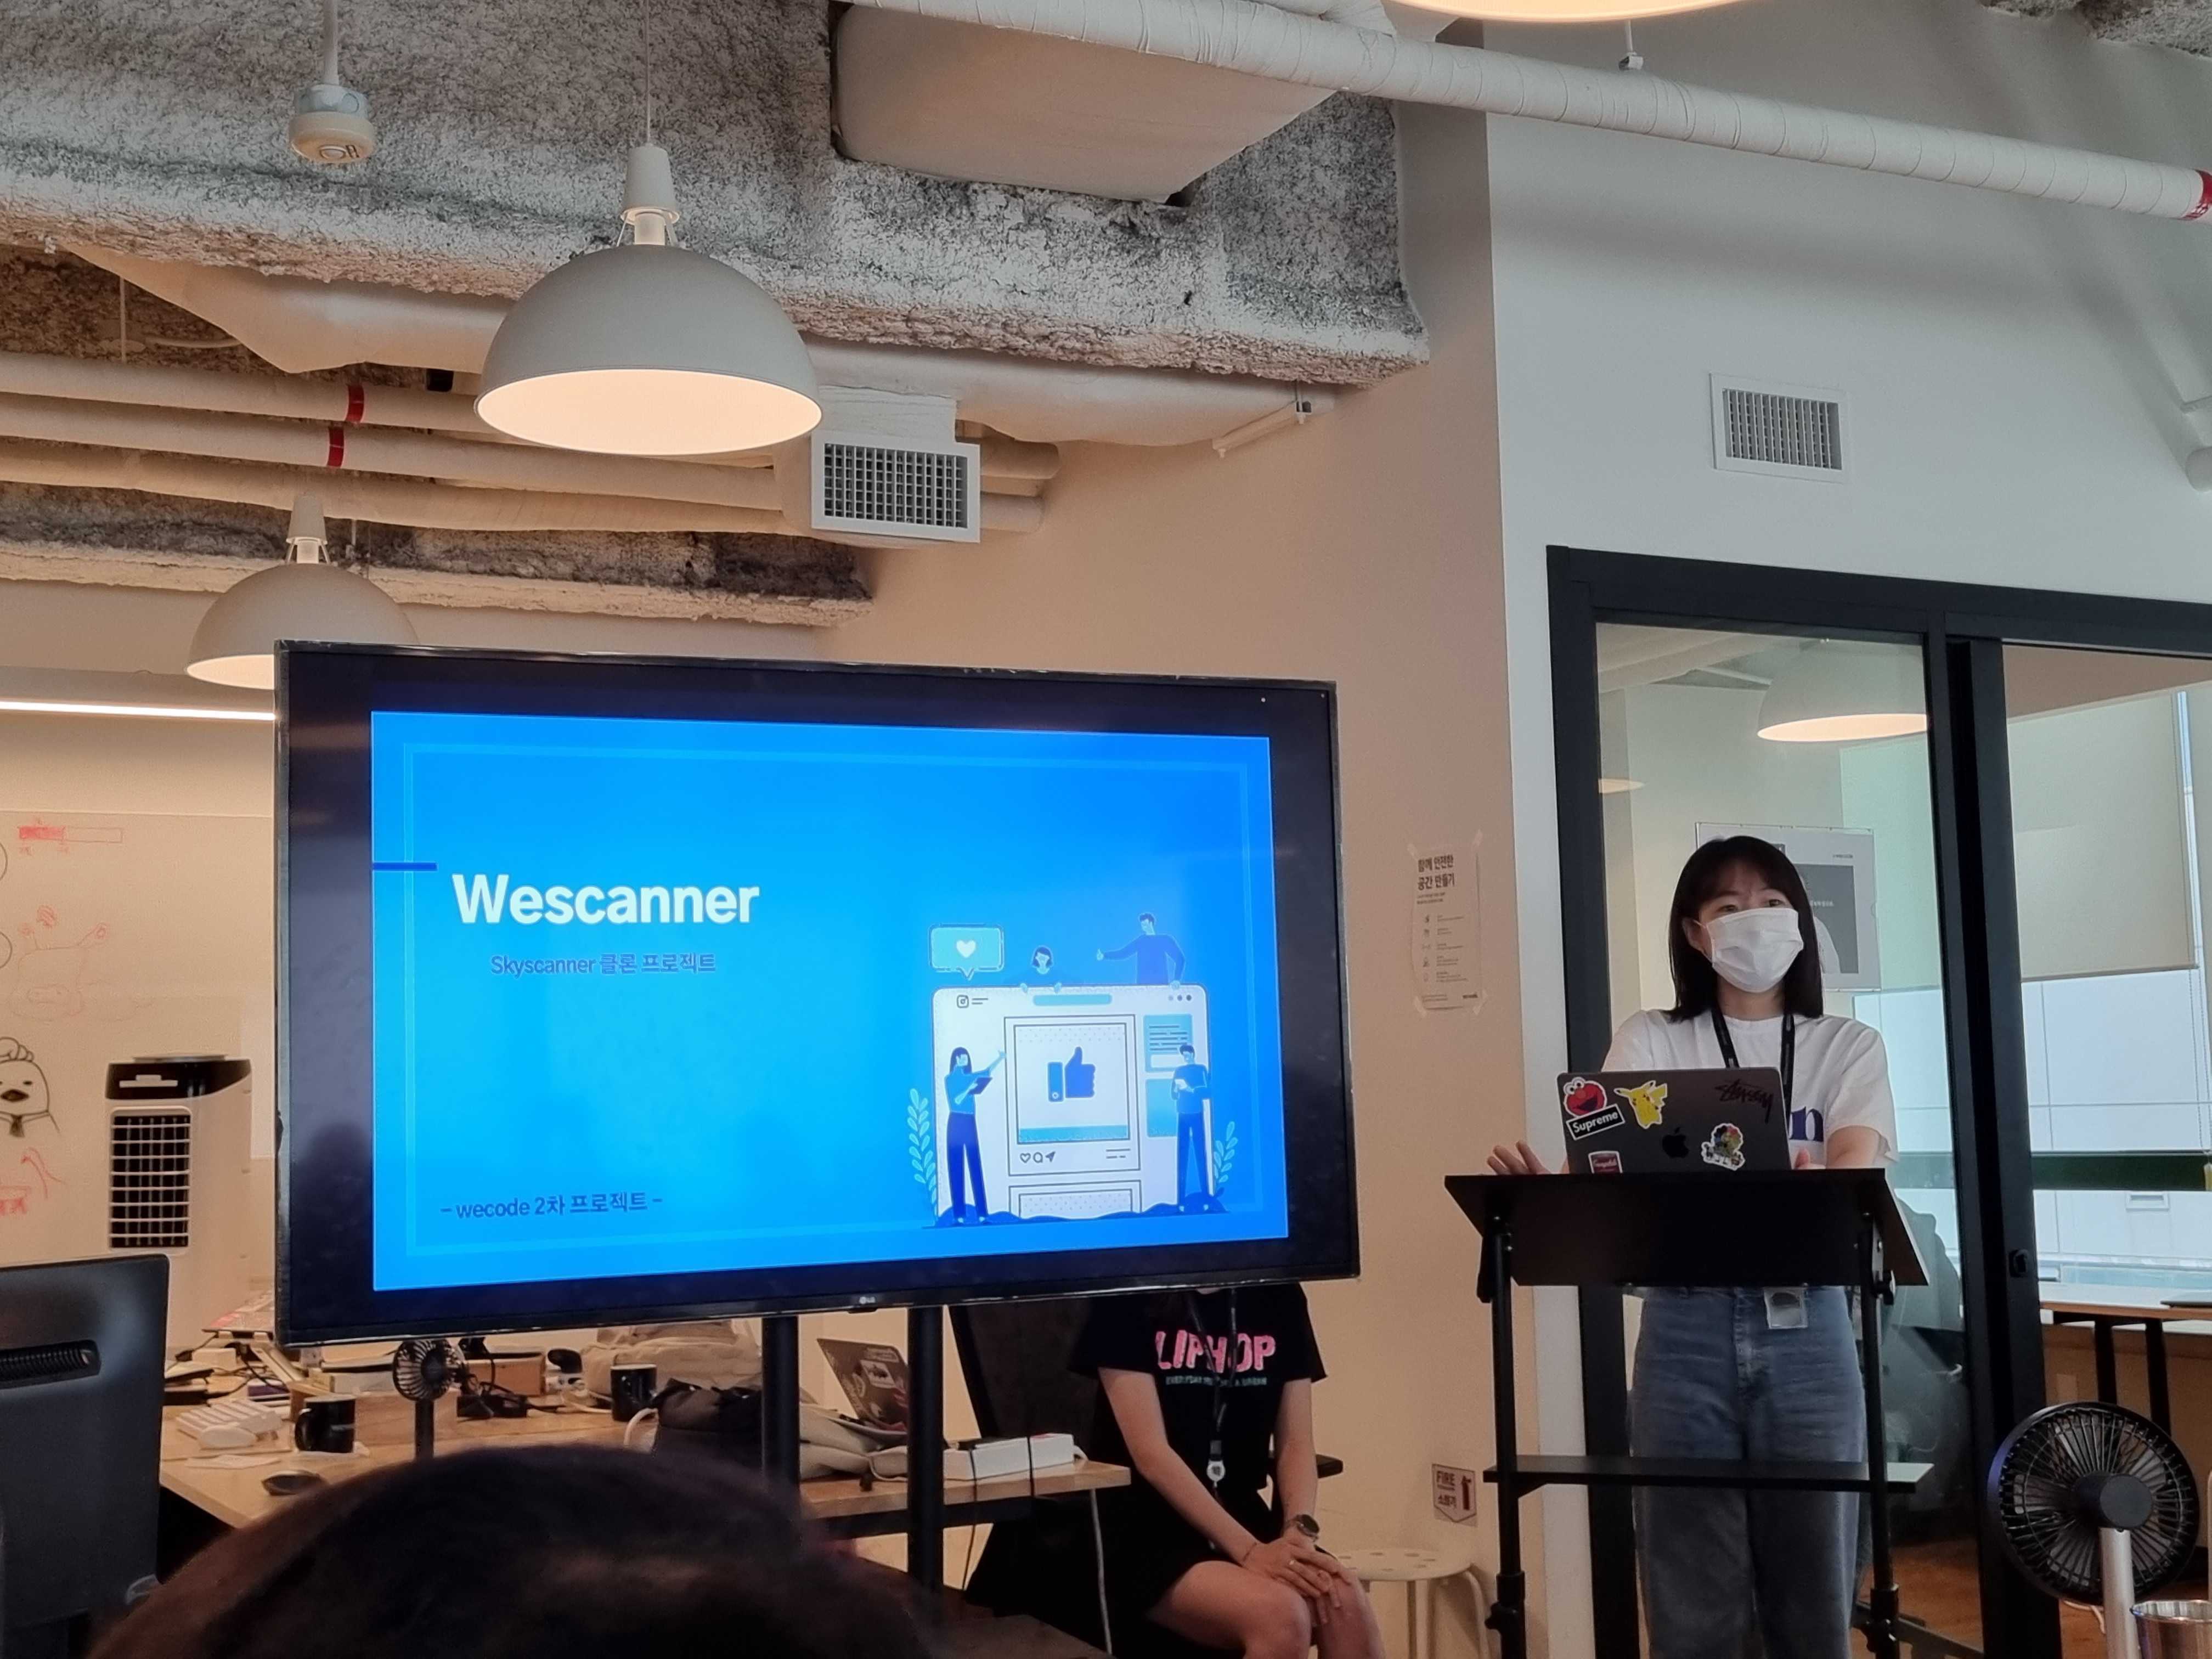 Wescanner
Skyscanner 클론 프로젝트
– wecode 2차 프로젝트 –
함께 안전한
공간 만들기
Supreme
STUSSY
LIPHOP
FIRE
소화기
LG